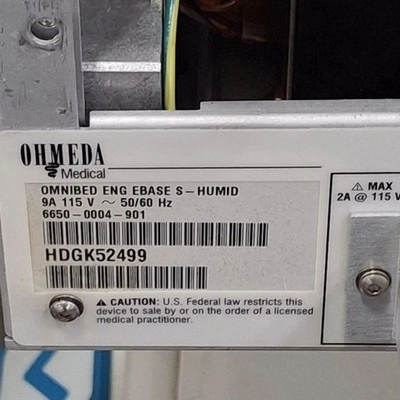 OHMEDA
Medical
OMNIBED ENG EBASE S-HUMID
9A 115 V ~ 50/60 Hz
6650-0004-901
HDGK52499
⚠ CAUTION: U.S. Federal law restricts this
device to sale by or on the order of a licensed
medical practitioner.
⚠ MAX
2A @ 115 V